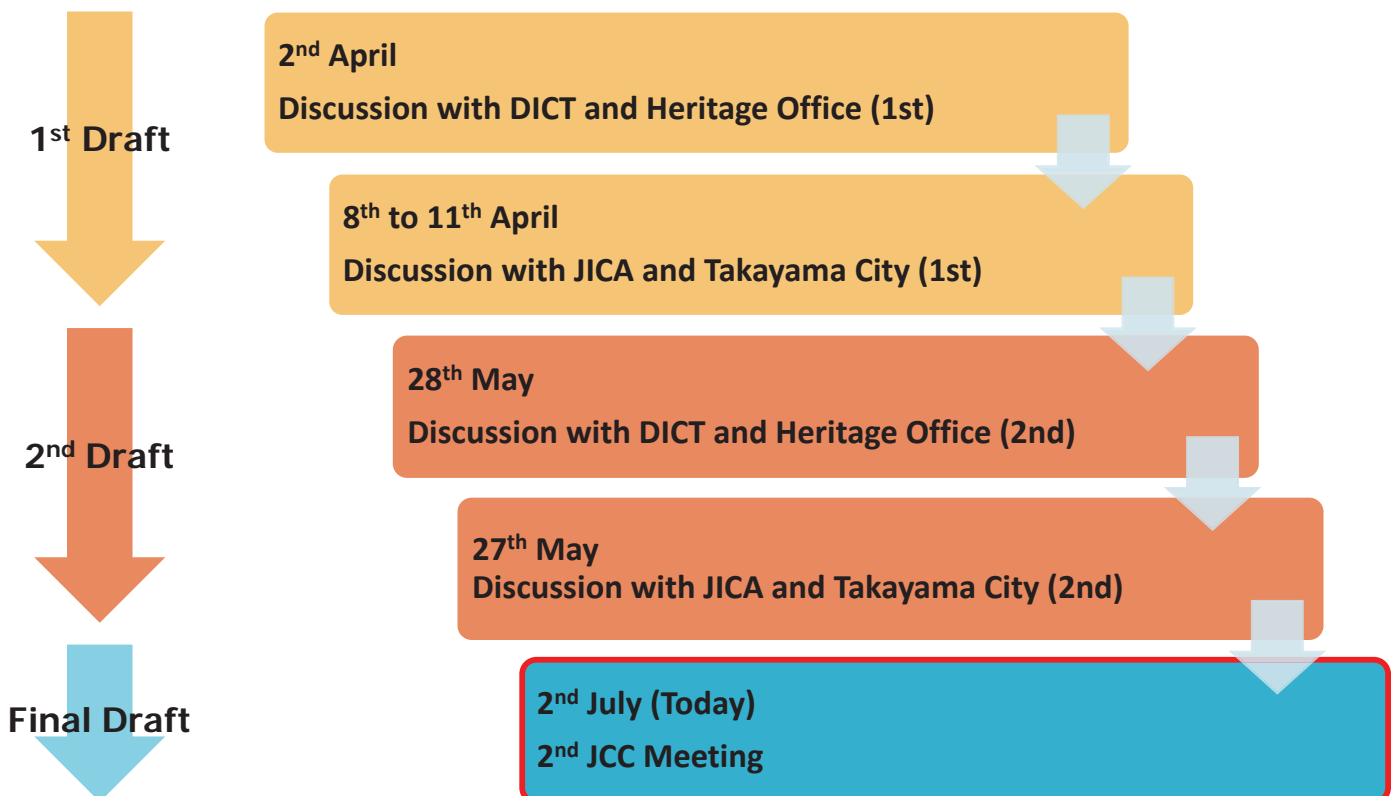 1st Draft
2nd April
Discussion with DICT and Heritage Office (1st)
8th to 11th April
Discussion with JICA and Takayama City (1st)
2nd Draft
28th May
Discussion with DICT and Heritage Office (2nd)
27th May
Discussion with JICA and Takayama City (2nd)
Final Draft
2nd July (Today)
2nd JCC Meeting